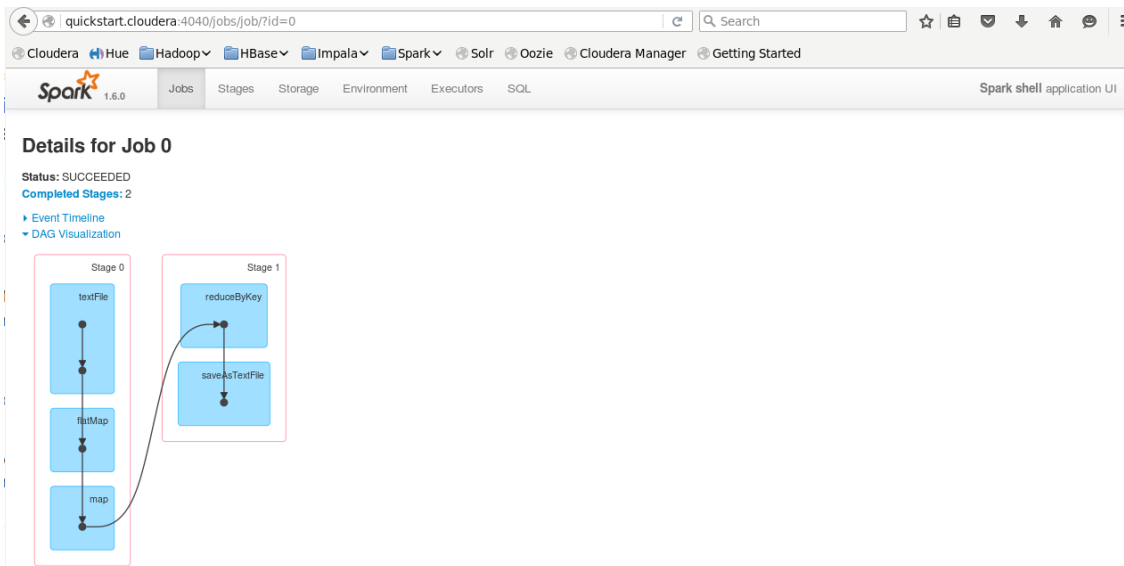 quickstart.cloudera:4040/jobs/job/?id=0 Search
Cloudera Hue Hadoop HBase Impala Spark Solr Oozie Cloudera Manager Getting Started
Spark 1.6.0 Jobs Stages Storage Environment Executors SQL Spark shell application UI
Details for Job 0
Status: SUCCEEDED
Completed Stages: 2
Event Timeline
DAG Visualization
Stage 0
textFile
flatMap
map
Stage 1
reduceByKey
saveAsTextFile